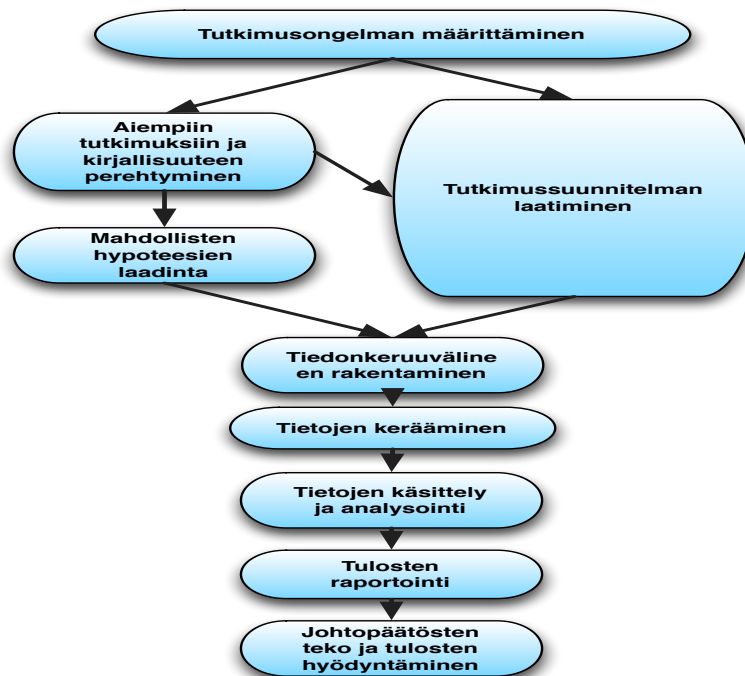 Tutkimusongelman määrittäminen
Aiempiin
tutkimuksiin ja
kirjallisuuteen
perehtyminen
Tutkimussuunnitelman
laatiminen
Mahdollisten
hypoteesien
laadinta
Tiedonkeruuväline
en rakentaminen
Tietojen kerääminen
Tietojen käsittely
ja analysointi
Tulosten
raportointi
Johtopäätösten
teko ja tulosten
hyödyntäminen